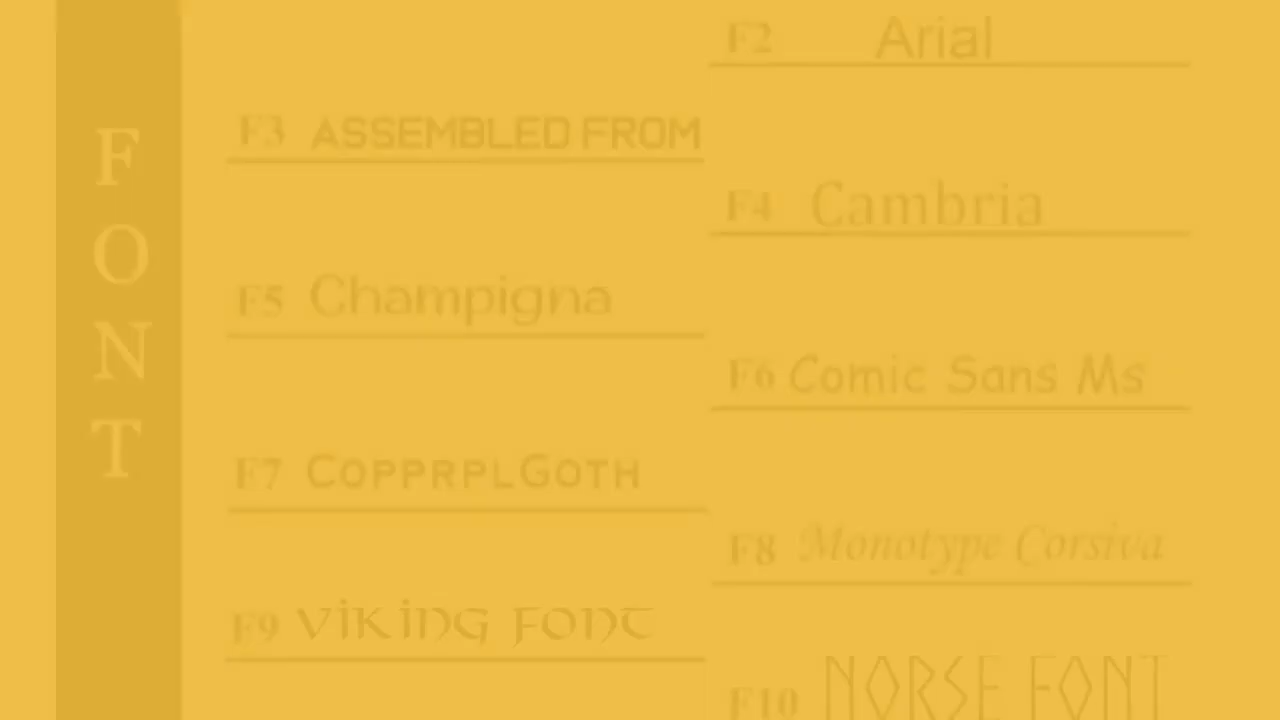 FONT
F2 Arial
F3 ASSEMBLED FROM
F4 Cambria
F5 Champigna
F6 Comic Sans Ms
F7 COPPRPLGOTH
F8 Monotype Corsiva
F9 VIKING FONT
F10 NORSE FONT